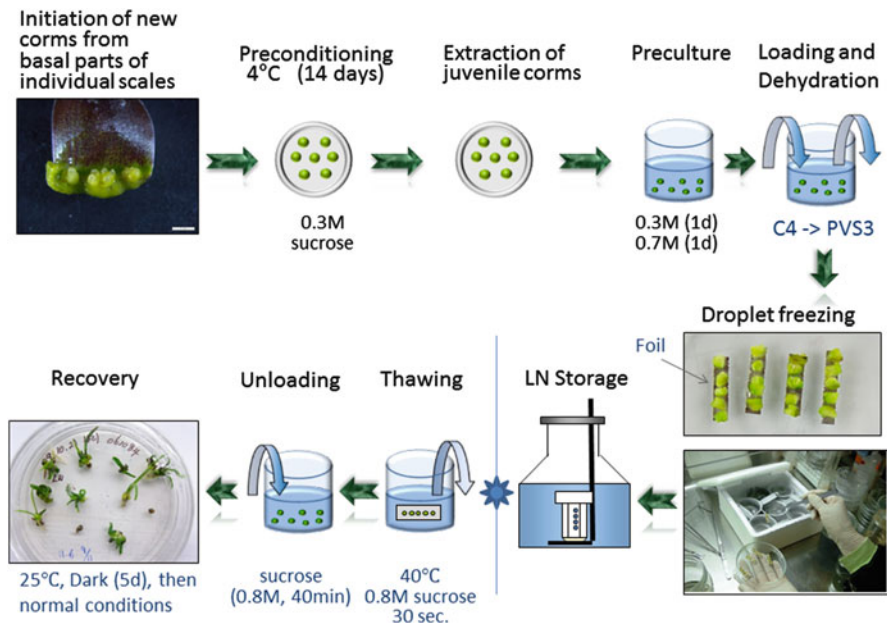 Initiation of new
corms from
basal parts of
individual scales
Preconditioning
4°C (14 days)
Extraction of
juvenile corms
Preculture
Loading and
Dehydration
0.3M
sucrose
0.3M (1d)
0.7M (1d)
C4 -> PVS3
Droplet freezing
Foil
LN Storage
Thawing
Unloading
Recovery
40°C
0.8M sucrose
30 sec.
sucrose
(0.8M, 40min)
25°C, Dark (5d), then
normal conditions